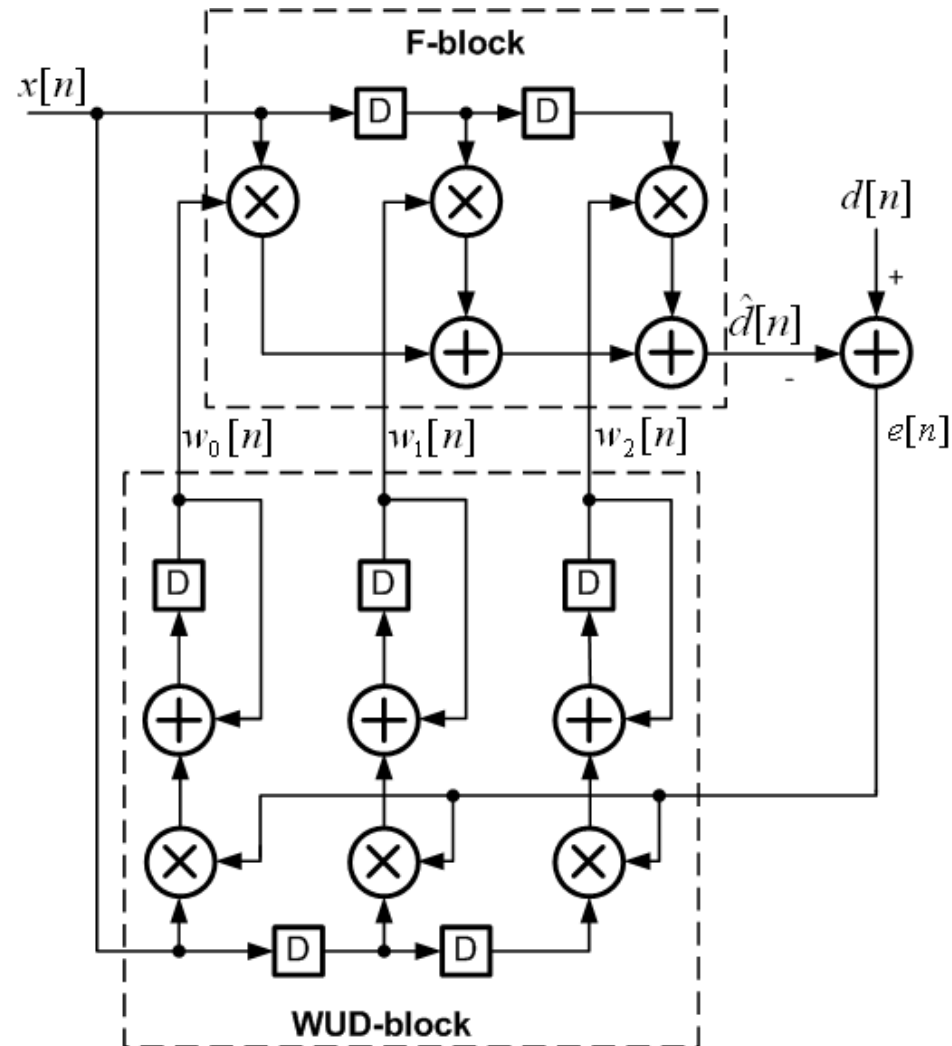 F-block
x[n]
D
D
d[n]
+
d̂[n]
-
e[n]
w₀[n]
w₁[n]
w₂[n]
D
D
D
D
D
WUD-block